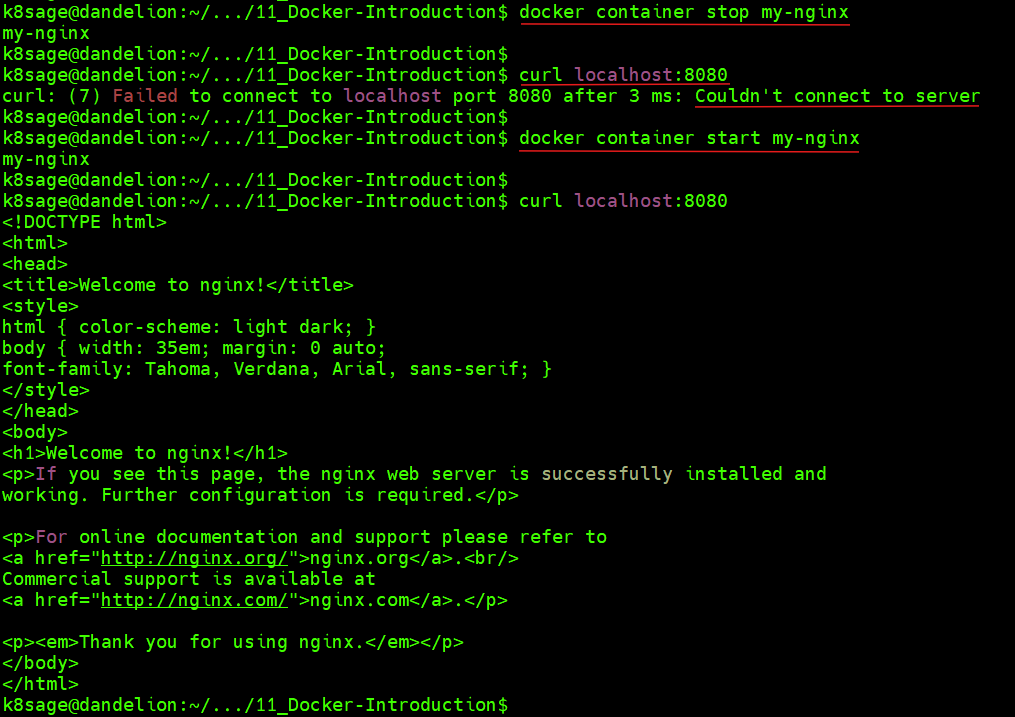 k8sage@dandelion:~/.../11_Docker-Introduction$ docker container stop my-nginx
my-nginx
k8sage@dandelion:~/.../11_Docker-Introduction$
k8sage@dandelion:~/.../11_Docker-Introduction$ curl localhost:8080
curl: (7) Failed to connect to localhost port 8080 after 3 ms: Couldn't connect to server
k8sage@dandelion:~/.../11_Docker-Introduction$
k8sage@dandelion:~/.../11_Docker-Introduction$ docker container start my-nginx
my-nginx
k8sage@dandelion:~/.../11_Docker-Introduction$
k8sage@dandelion:~/.../11_Docker-Introduction$ curl localhost:8080
<!DOCTYPE html>
<html>
<head>
<title>Welcome to nginx!</title>
<style>
html { color-scheme: light dark; }
body { width: 35em; margin: 0 auto;
font-family: Tahoma, Verdana, Arial, sans-serif; }
</style>
</head>
<body>
<h1>Welcome to nginx!</h1>
<p>If you see this page, the nginx web server is successfully installed and
working. Further configuration is required.</p>

<p>For online documentation and support please refer to
<a href="http://nginx.org/">nginx.org</a>.<br/>
Commercial support is available at
<a href="http://nginx.com/">nginx.com</a>.</p>

<p><em>Thank you for using nginx.</em></p>
</body>
</html>
k8sage@dandelion:~/.../11_Docker-Introduction$